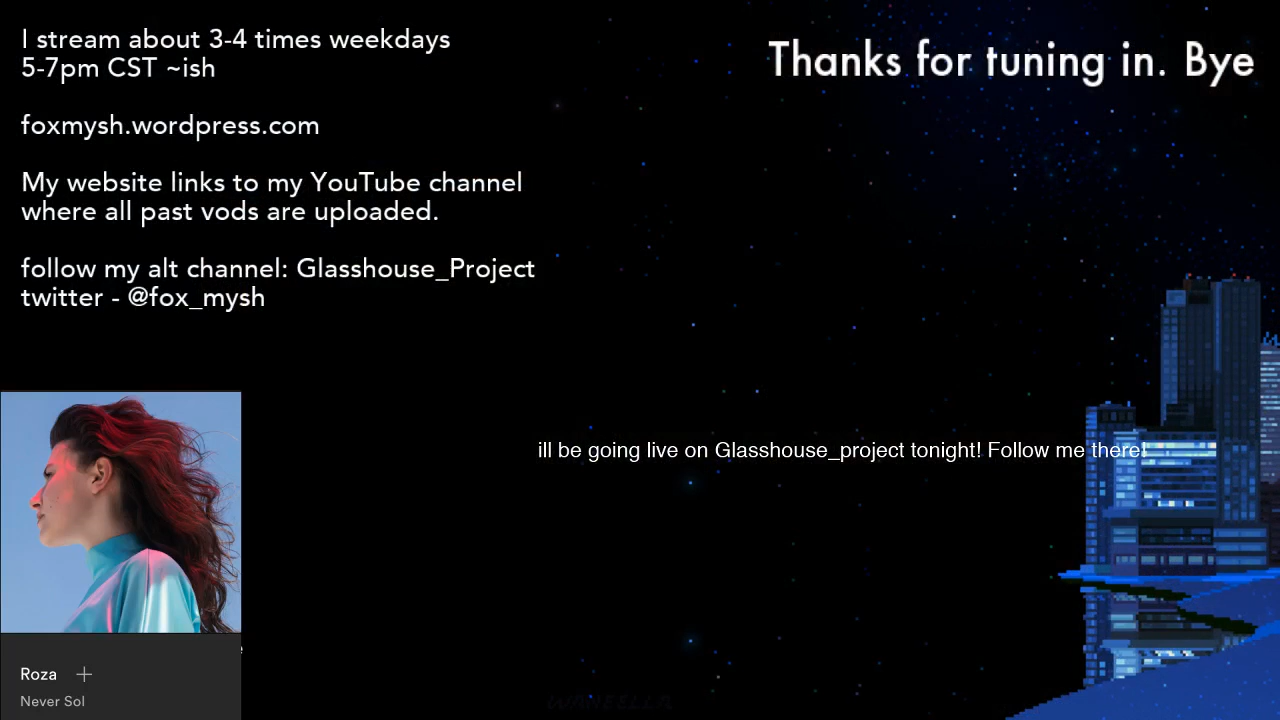 I stream about 3-4 times weekdays
5-7pm CST ~ish
foxmysh.wordpress.com
My website links to my YouTube channel
where all past vods are uploaded.
follow my alt channel: Glasshouse_Project
twitter - @fox_mysh
Thanks for tuning in. Bye
ill be going live on Glasshouse_project tonight! Follow me there!
Roza
Never Sol
WANEELLA